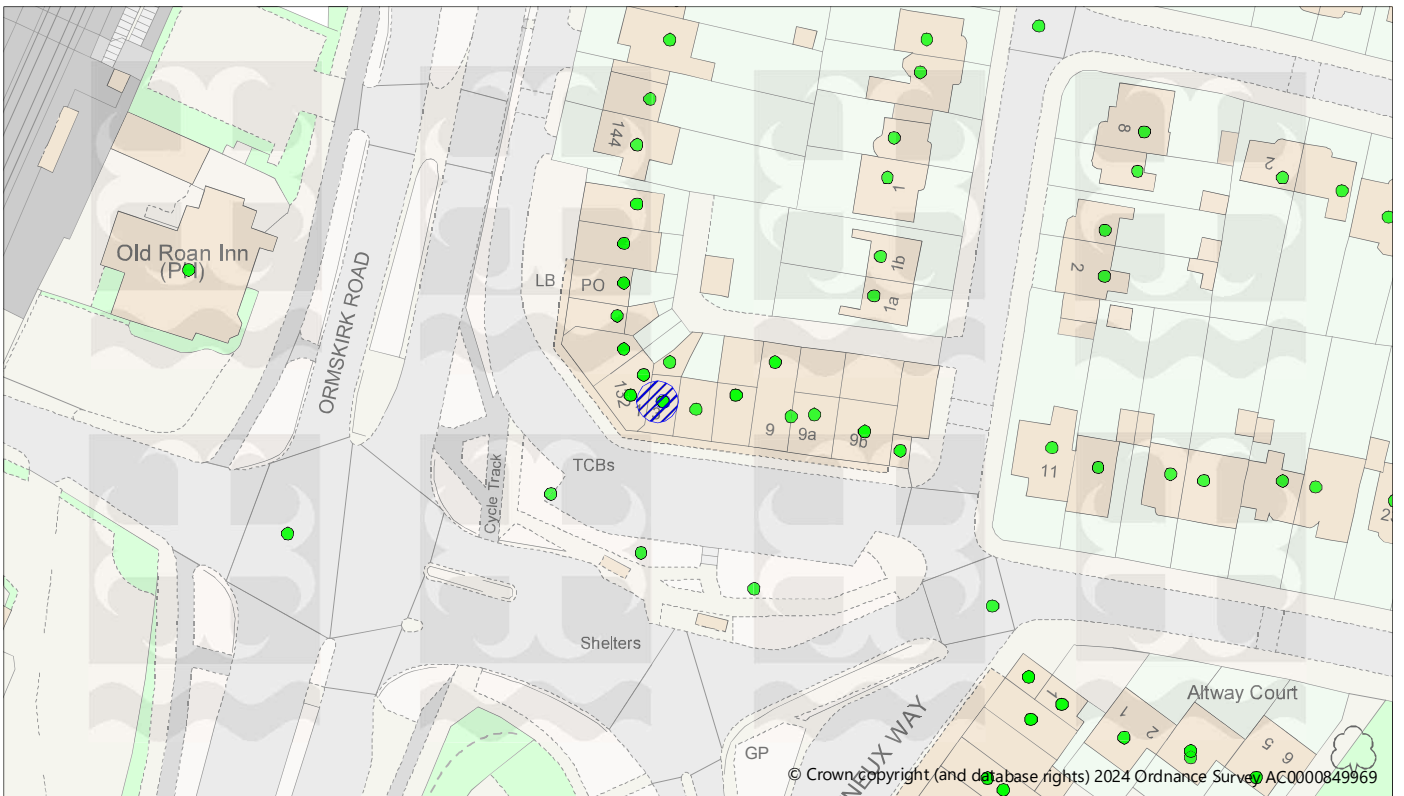 144
8
2
1
Old Roan Inn
(PH)
1b
2
LB
PO
1a
ORMSKIRK ROAD
132
9
9a
9b
11
TCBs
Cycle Track
Shelters
1
Altway Court
1
2
5
6
NEUX WAY
GP
© Crown copyright (and database rights) 2024 Ordnance Survey AC0000849969